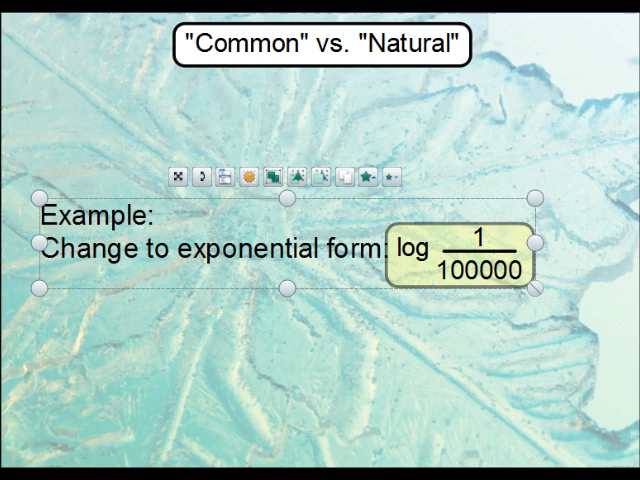 "Common" vs. "Natural"
Example:
Change to exponential form: log 1/100000